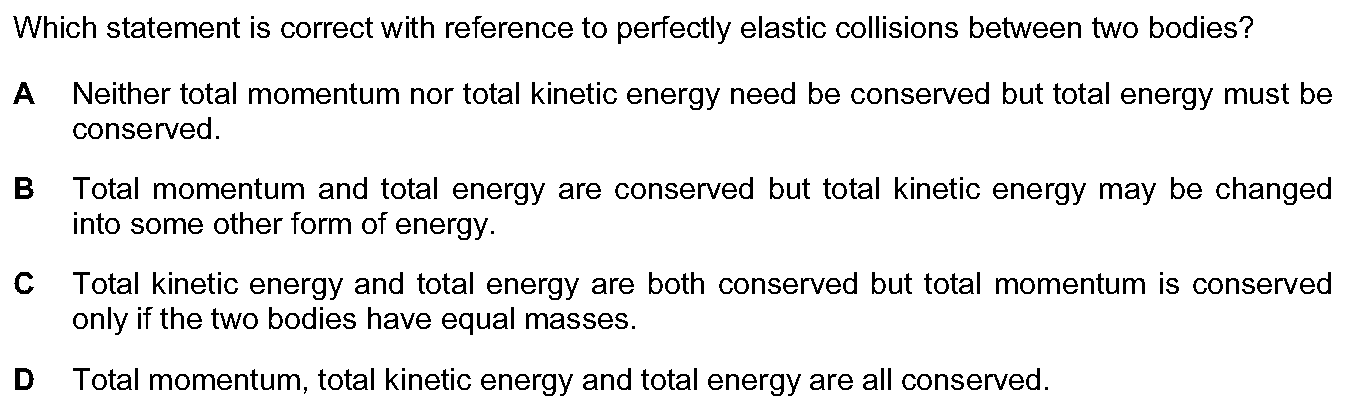 Which statement is correct with reference to perfectly elastic collisions between two bodies?
A Neither total momentum nor total kinetic energy need be conserved but total energy must be
conserved.
B Total momentum and total energy are conserved but total kinetic energy may be changed
into some other form of energy.
C Total kinetic energy and total energy are both conserved but total momentum is conserved
only if the two bodies have equal masses.
D Total momentum, total kinetic energy and total energy are all conserved.